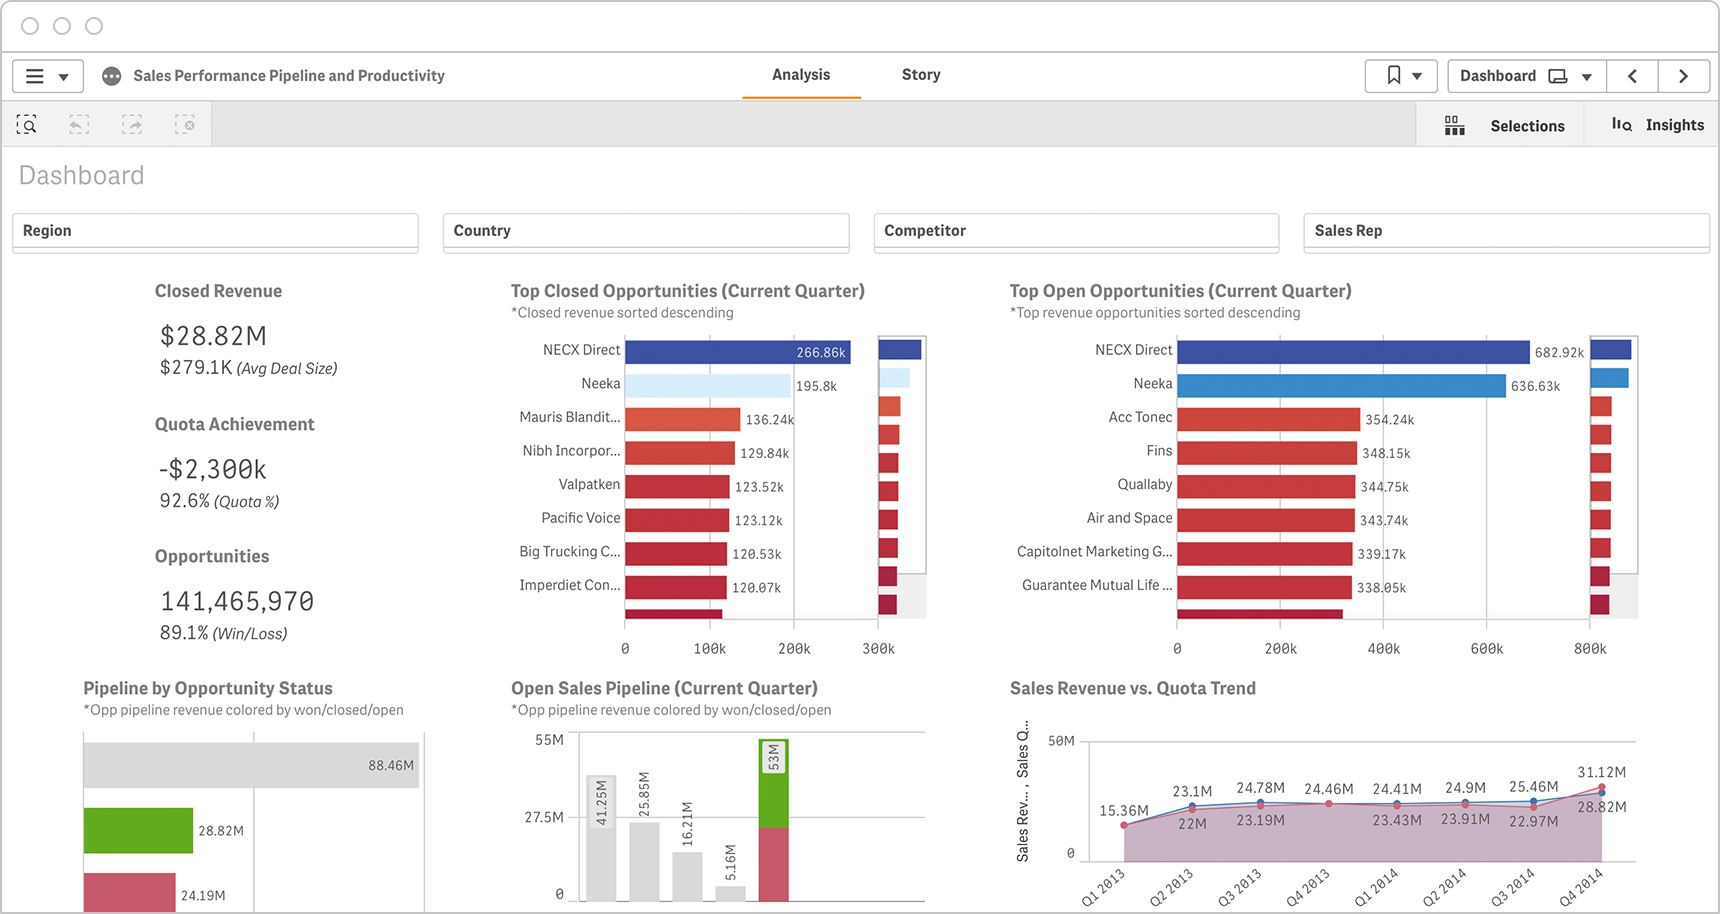 Sales Performance Pipeline and Productivity
Analysis
Story
Dashboard
Selections
Insights
Dashboard
Region
Country
Competitor
Sales Rep
Closed Revenue
$28.82M
$279.1K (Avg Deal Size)
Quota Achievement
-$2,300k
92.6% (Quota %)
Opportunities
141,465,970
89.1% (Win/Loss)
Top Closed Opportunities (Current Quarter)
*Closed revenue sorted descending
NECX Direct 266.86k
Neeka 195.8k
Mauris Blandit... 136.24k
Nibh Incorpor... 129.84k
Valpatken 123.52k
Pacific Voice 123.12k
Big Trucking C... 120.53k
Imperdiet Con... 120.07k
0 100k 200k 300k
Top Open Opportunities (Current Quarter)
*Top revenue opportunities sorted descending
NECX Direct 682.92k
Neeka 636.63k
Acc Tonec 354.24k
Fins 348.15k
Quallaby 344.75k
Air and Space 343.74k
Capitolnet Marketing G... 339.17k
Guarantee Mutual Life ... 338.05k
0 200k 400k 600k 800k
Pipeline by Opportunity Status
*Opp pipeline revenue colored by won/closed/open
88.46M
28.82M
24.19M
Open Sales Pipeline (Current Quarter)
*Opp pipeline revenue colored by won/closed/open
55M
27.5M
0
41.25M
25.85M
16.21M
5.16M
53M
Sales Revenue vs. Quota Trend
Sales Rev... , Sales Q...
50M
0
15.36M 23.1M 24.78M 24.46M 24.41M 24.9M 25.46M 31.12M
22M 23.19M 23.43M 23.91M 22.97M 28.82M
Q1 2013 Q2 2013 Q3 2013 Q4 2013 Q1 2014 Q2 2014 Q3 2014 Q4 2014